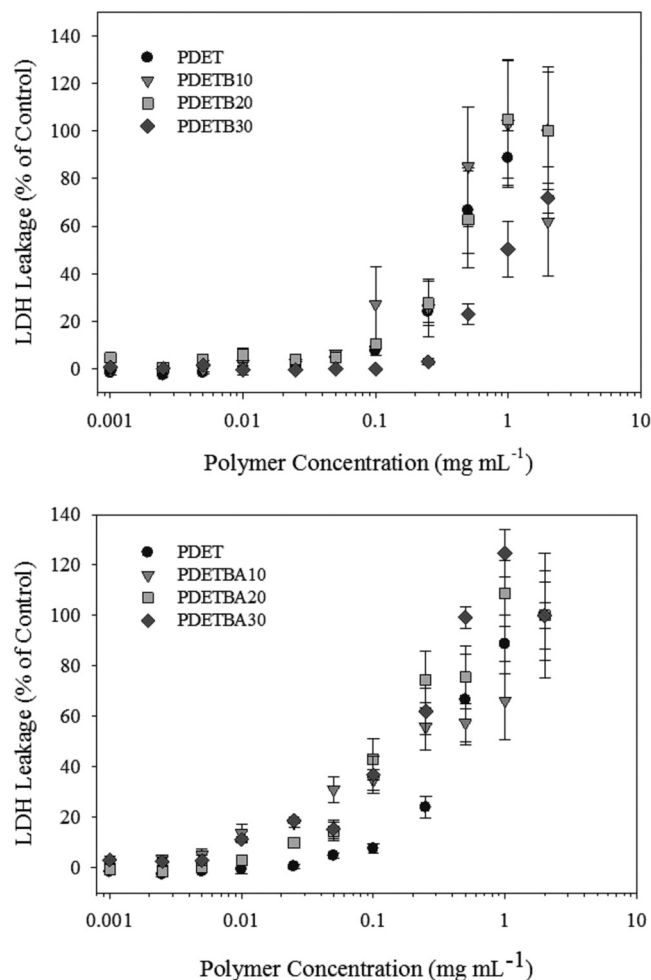 140
120
100
80
60
40
20
0
LDH Leakage (% of Control)
PDET
PDETB10
PDETB20
PDETB30
0.001 0.01 0.1 1 10
Polymer Concentration (mg mL⁻¹)
140
120
100
80
60
40
20
0
LDH Leakage (% of Control)
PDET
PDETBA10
PDETBA20
PDETBA30
0.001 0.01 0.1 1 10
Polymer Concentration (mg mL⁻¹)